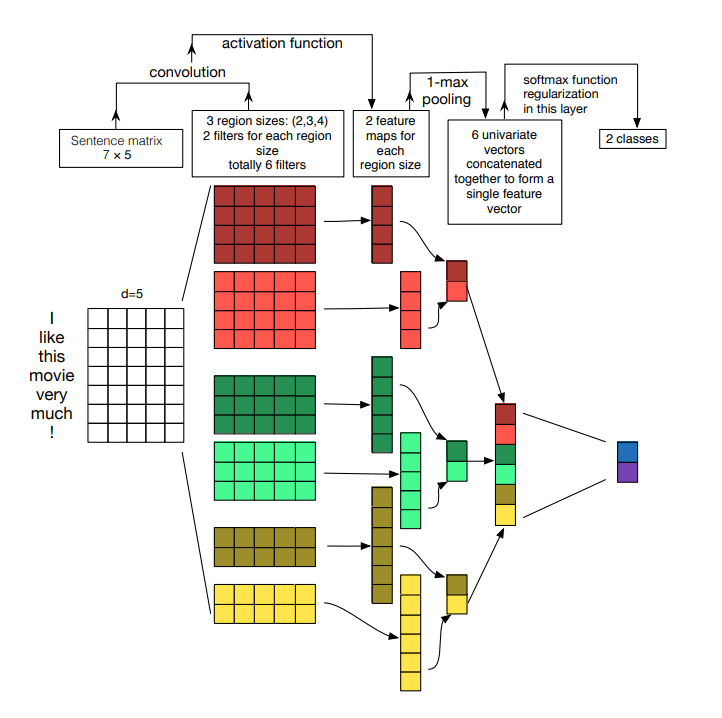 activation function
convolution
1-max
pooling
softmax function
regularization
in this layer
Sentence matrix
7 × 5
3 region sizes: (2,3,4)
2 filters for each region
size
totally 6 filters
2 feature
maps for
each
region size
6 univariate
vectors
concatenated
together to form a
single feature
vector
2 classes
d=5
I
like
this
movie
very
much
!